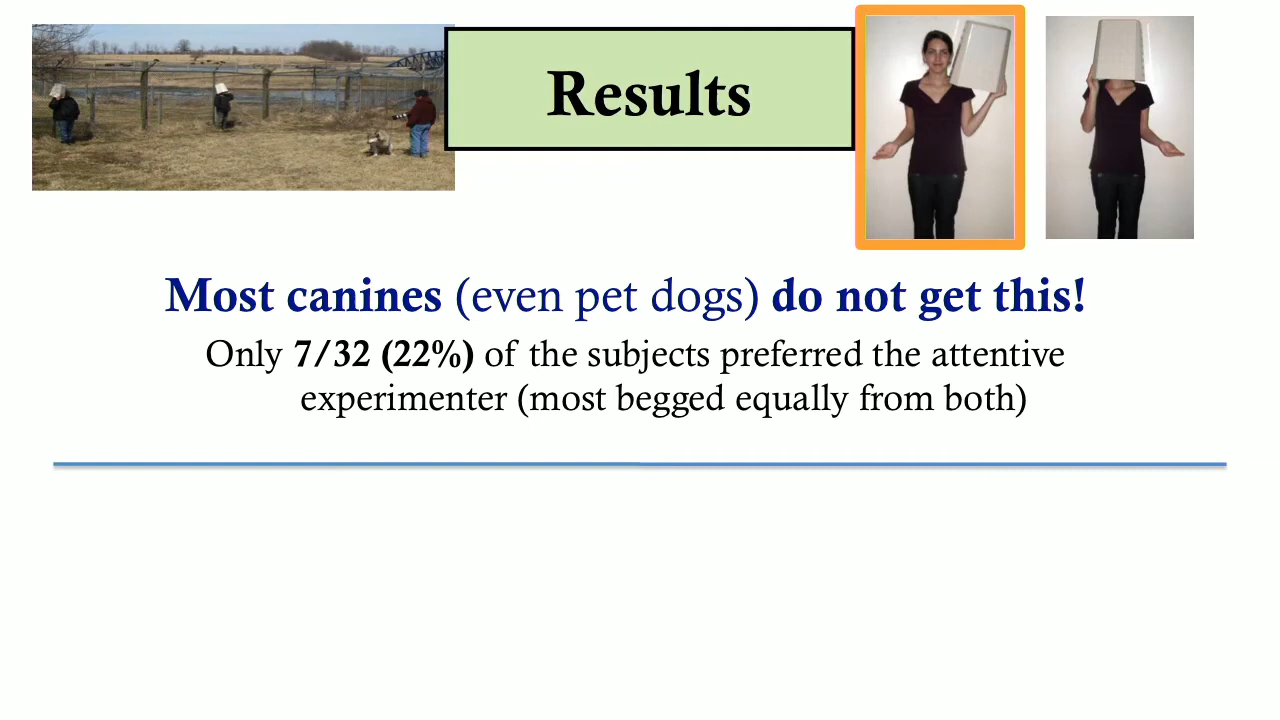 Results
Most canines (even pet dogs) do not get this!
Only 7/32 (22%) of the subjects preferred the attentive
experimenter (most begged equally from both)